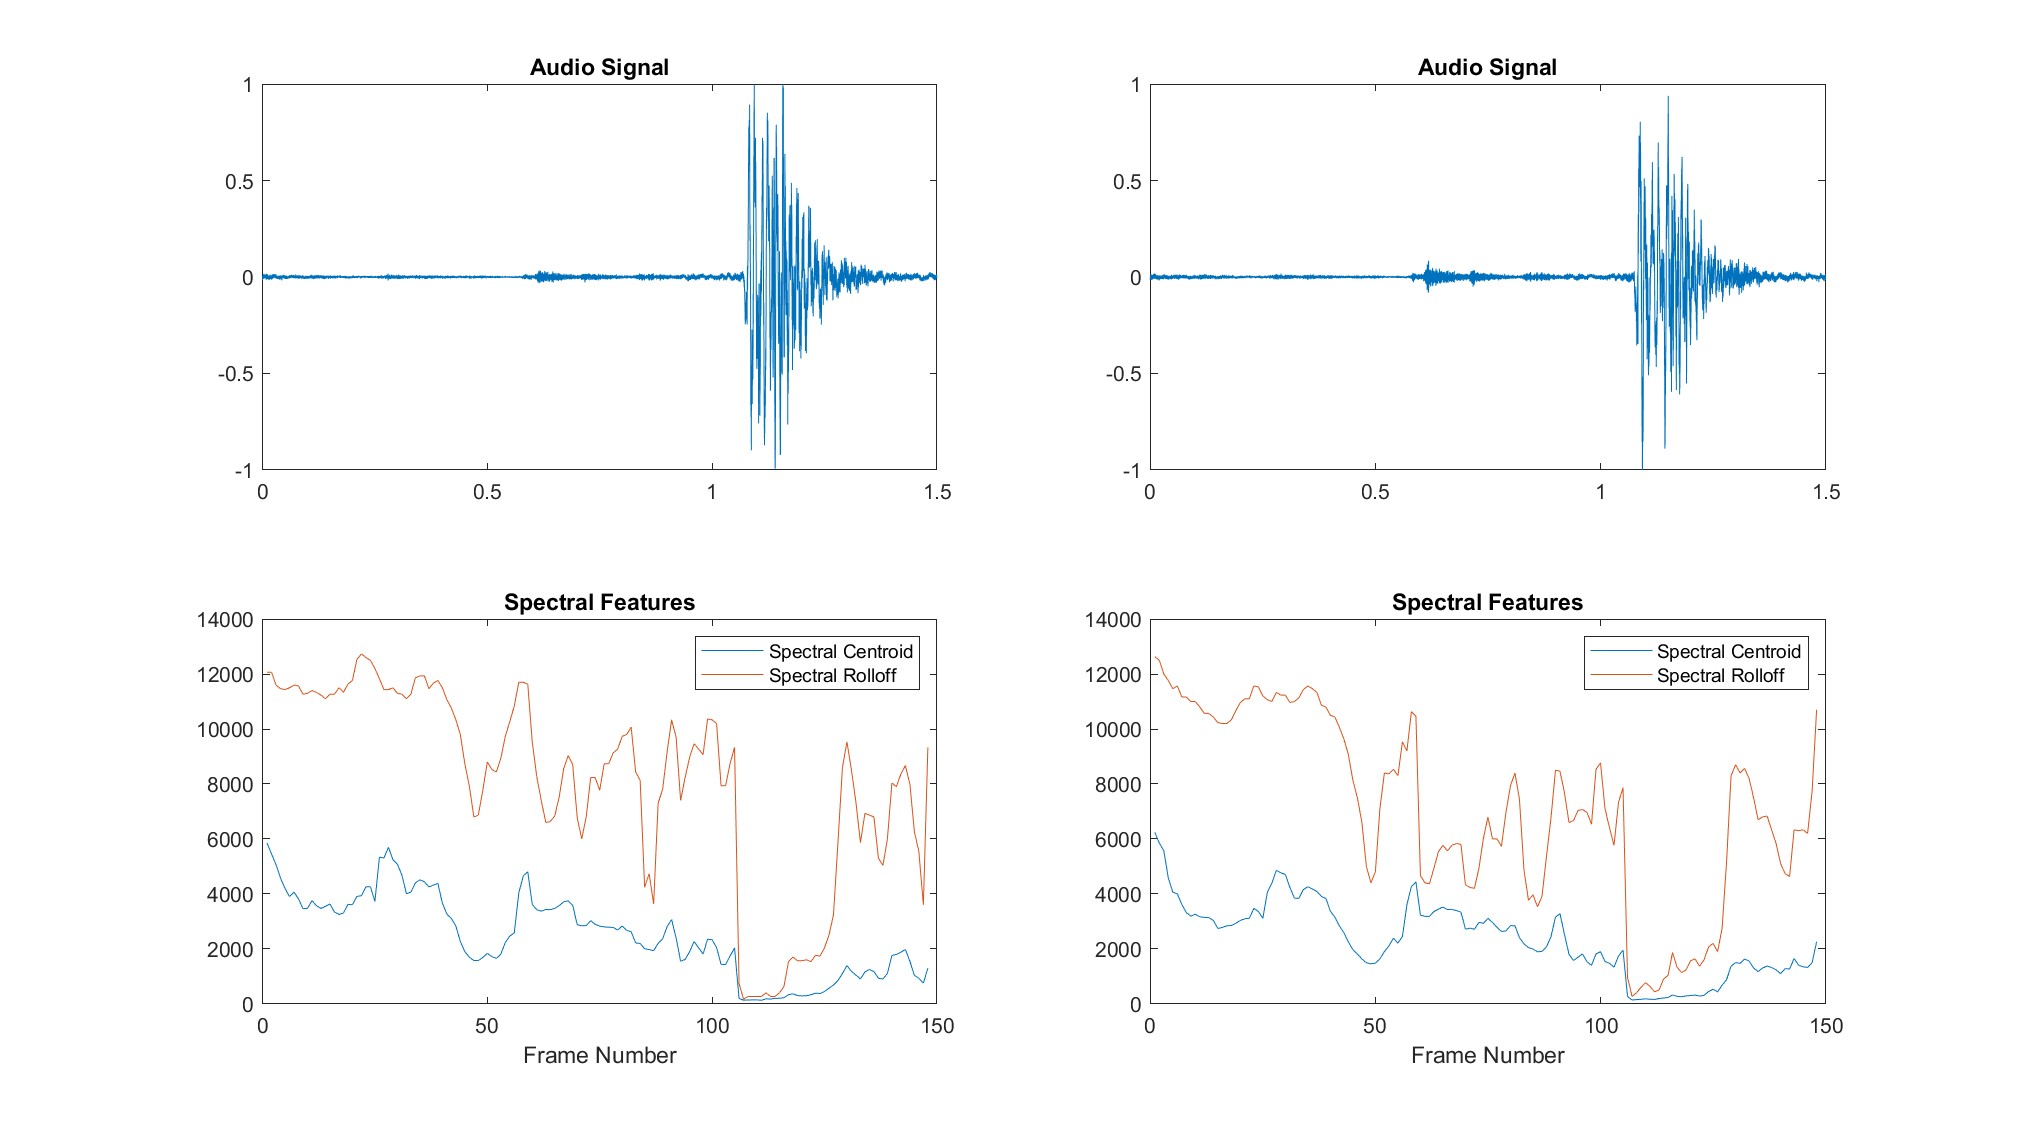 Audio Signal
1
0.5
0
-0.5
-1
0 0.5 1 1.5
Audio Signal
1
0.5
0
-0.5
-1
0 0.5 1 1.5
Spectral Features
14000
12000
10000
8000
6000
4000
2000
0
Spectral Centroid
Spectral Rolloff
0 50 100 150
Frame Number
Spectral Features
14000
12000
10000
8000
6000
4000
2000
0
Spectral Centroid
Spectral Rolloff
0 50 100 150
Frame Number